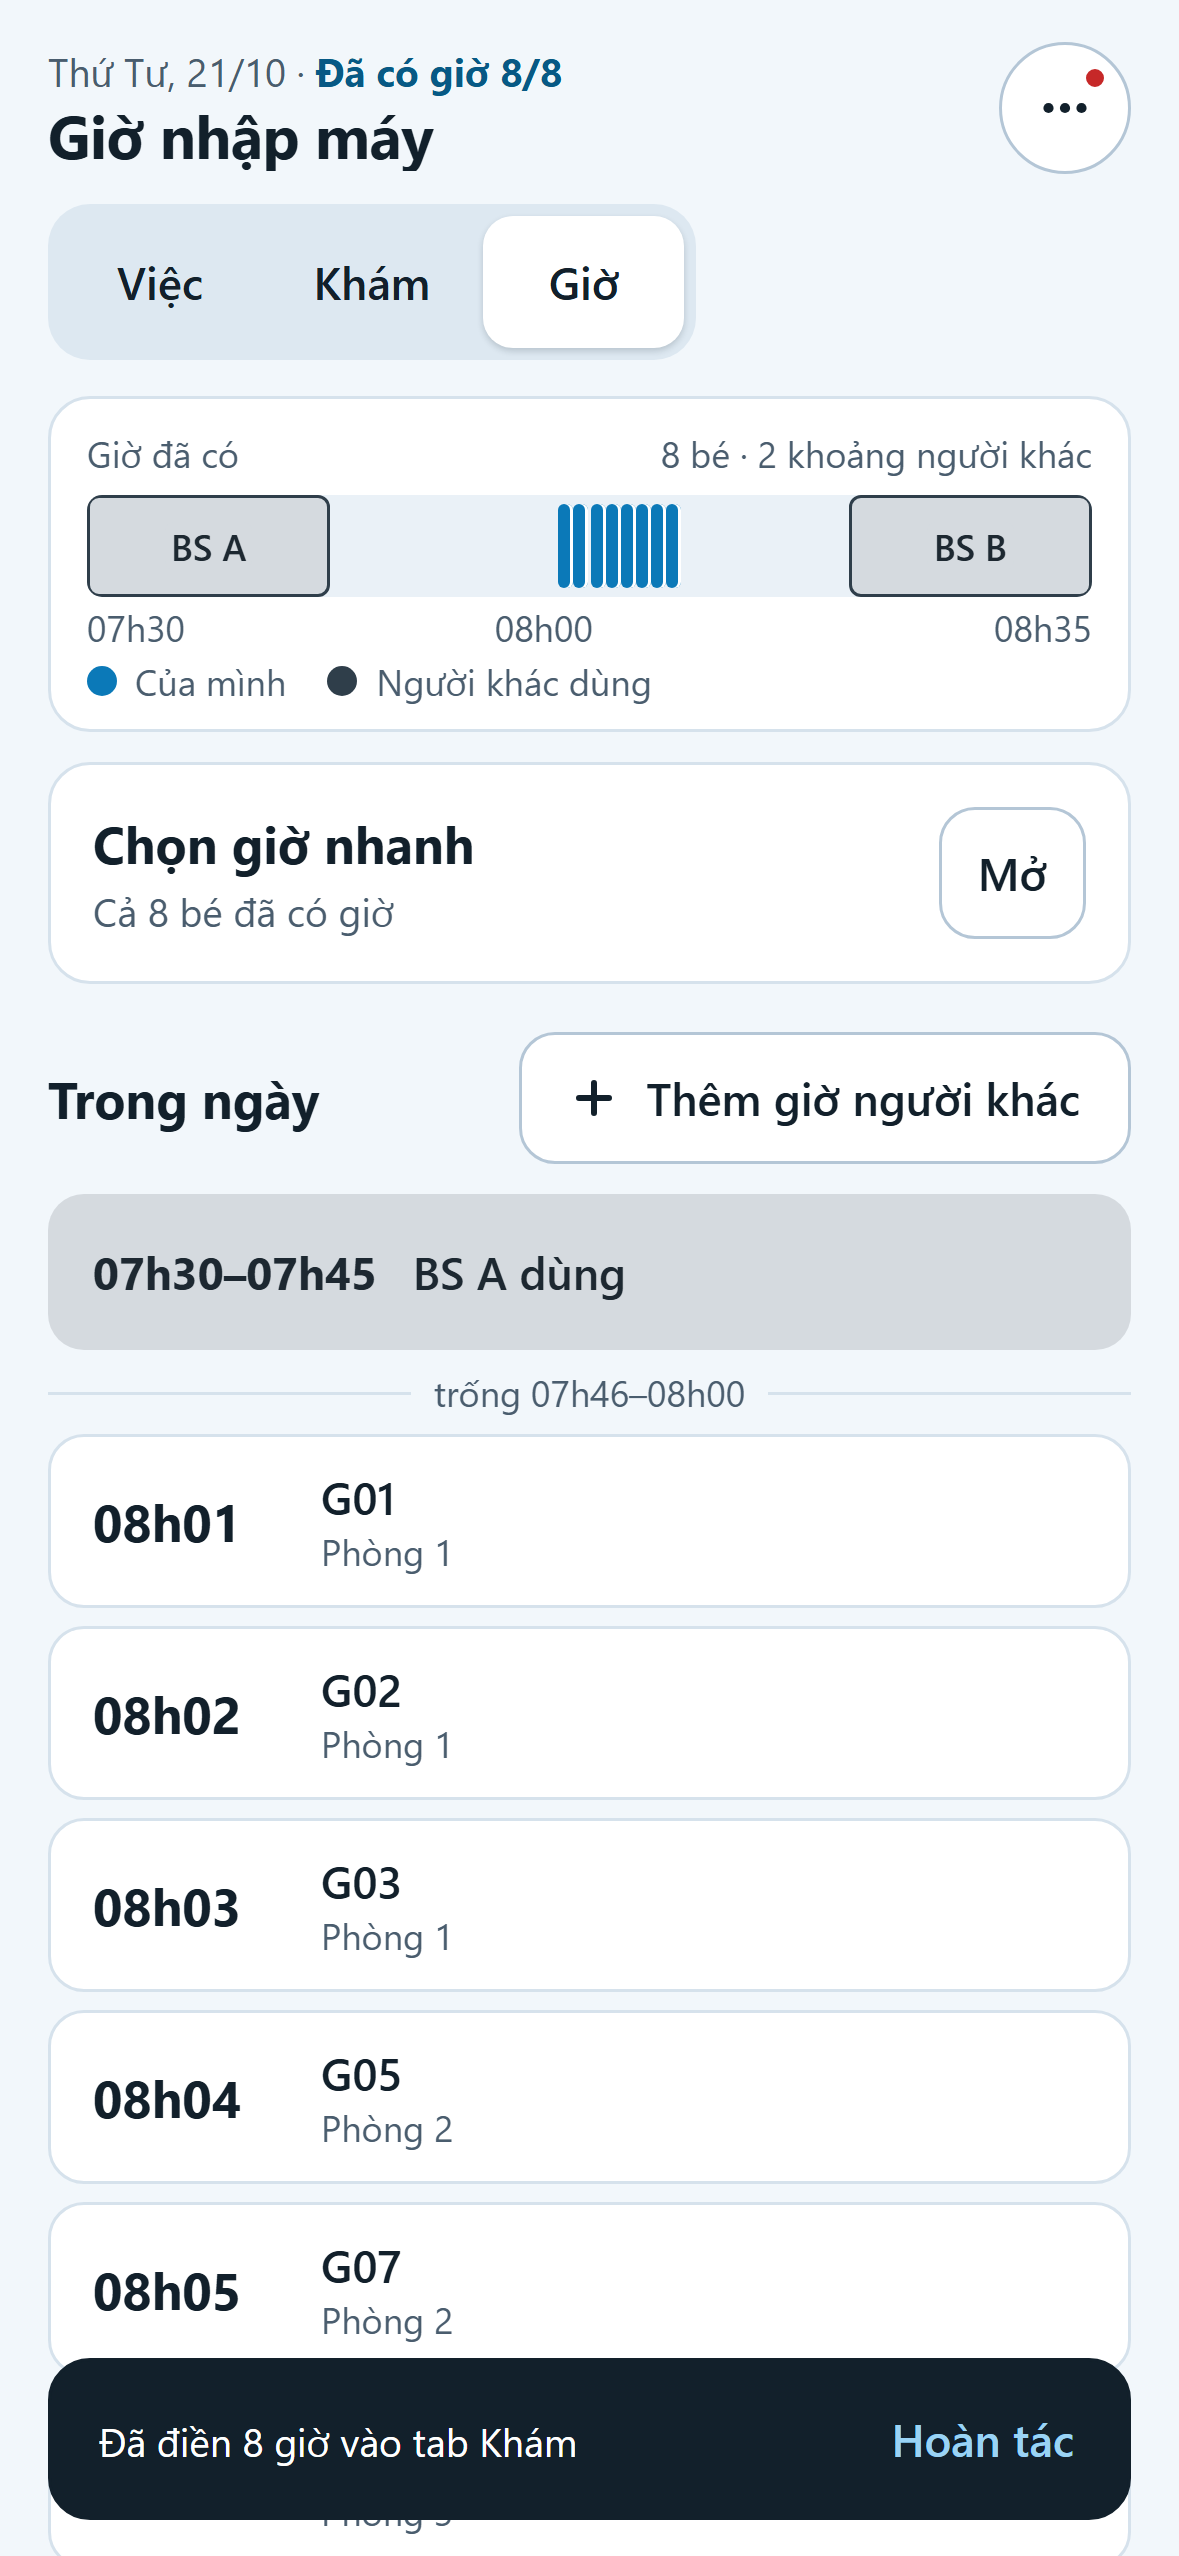 Thứ Tư, 21/10 · Đã có giờ 8/8
Giờ nhập máy
Việc Khám Giờ
Giờ đã có 8 bé · 2 khoảng người khác
BS A BS B
07h30 08h00 08h35
Của mình Người khác dùng
Chọn giờ nhanh
Cả 8 bé đã có giờ
Mở
Trong ngày
+ Thêm giờ người khác
07h30–07h45 BS A dùng
trống 07h46–08h00
08h01
G01
Phòng 1
08h02
G02
Phòng 1
08h03
G03
Phòng 1
08h04
G05
Phòng 2
08h05
G07
Phòng 2
Đã điền 8 giờ vào tab Khám Hoàn tác